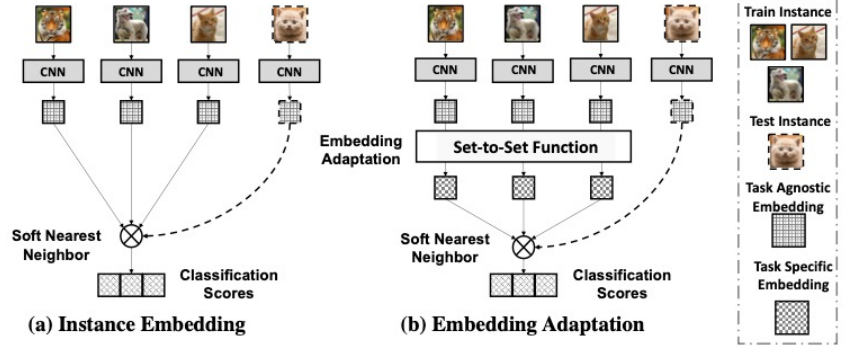 CNN CNN CNN CNN
Soft Nearest
Neighbor
Classification
Scores
(a) Instance Embedding
CNN CNN CNN CNN
Embedding
Adaptation
Set-to-Set Function
Soft Nearest
Neighbor
Classification
Scores
(b) Embedding Adaptation
Train Instance
Test Instance
Task Agnostic
Embedding
Task Specific
Embedding